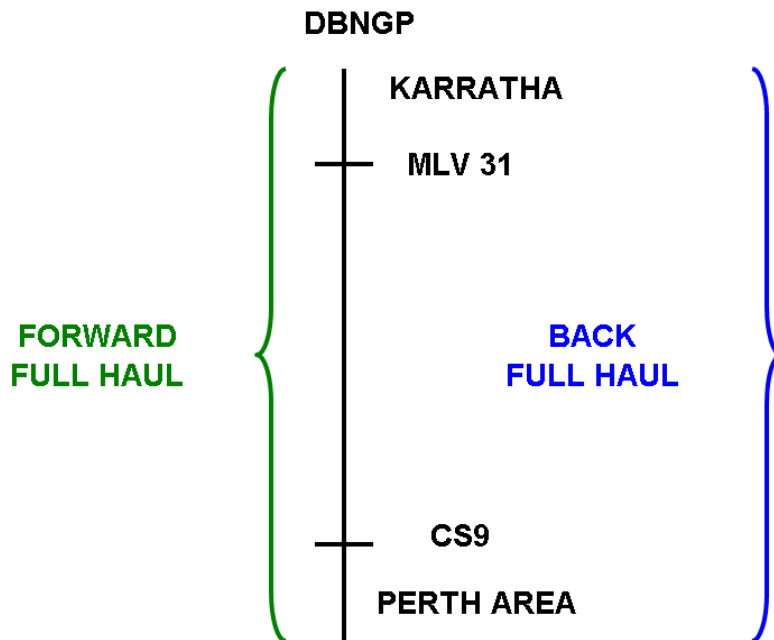 DBNGP
KARRATHA
MLV 31
FORWARD
FULL HAUL
BACK
FULL HAUL
CS9
PERTH AREA